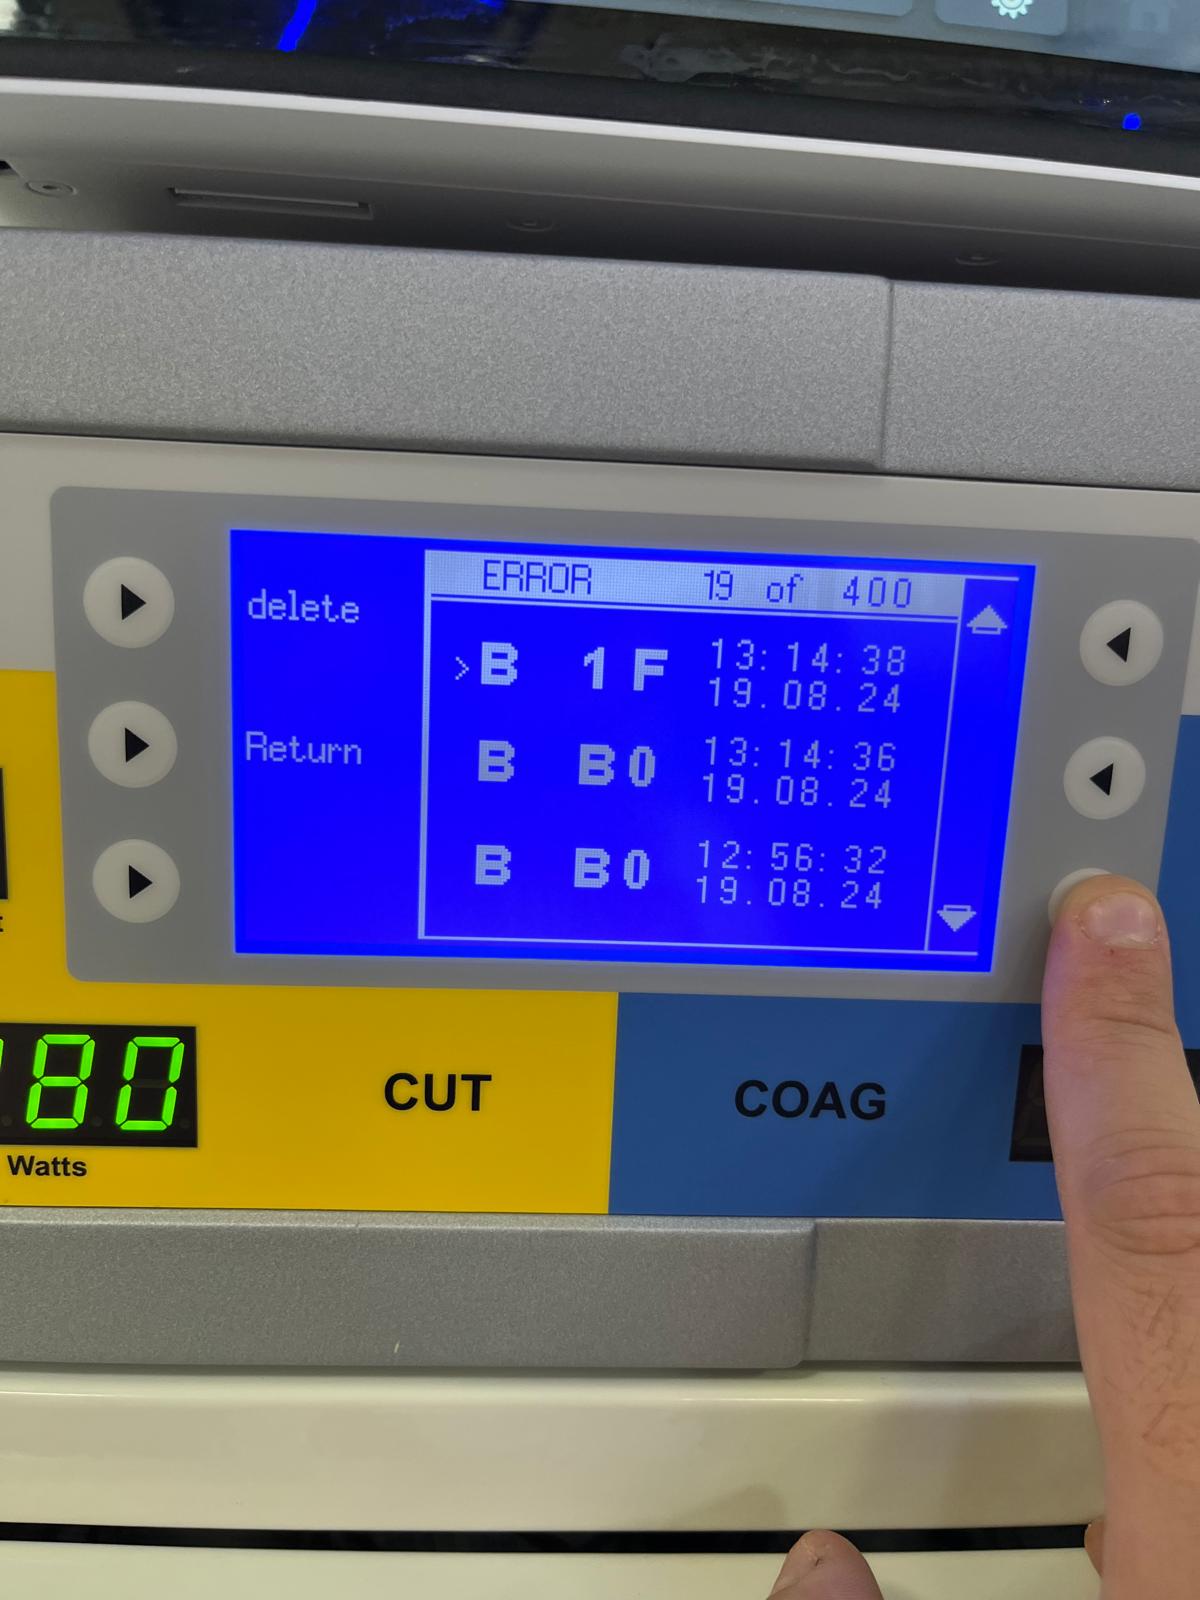 ERROR 19 of 400
delete
>B 1F 13:14:38
19.08.24
Return
B B0 13:14:36
19.08.24
B B0 12:56:32
19.08.24
80
CUT
COAG
Watts